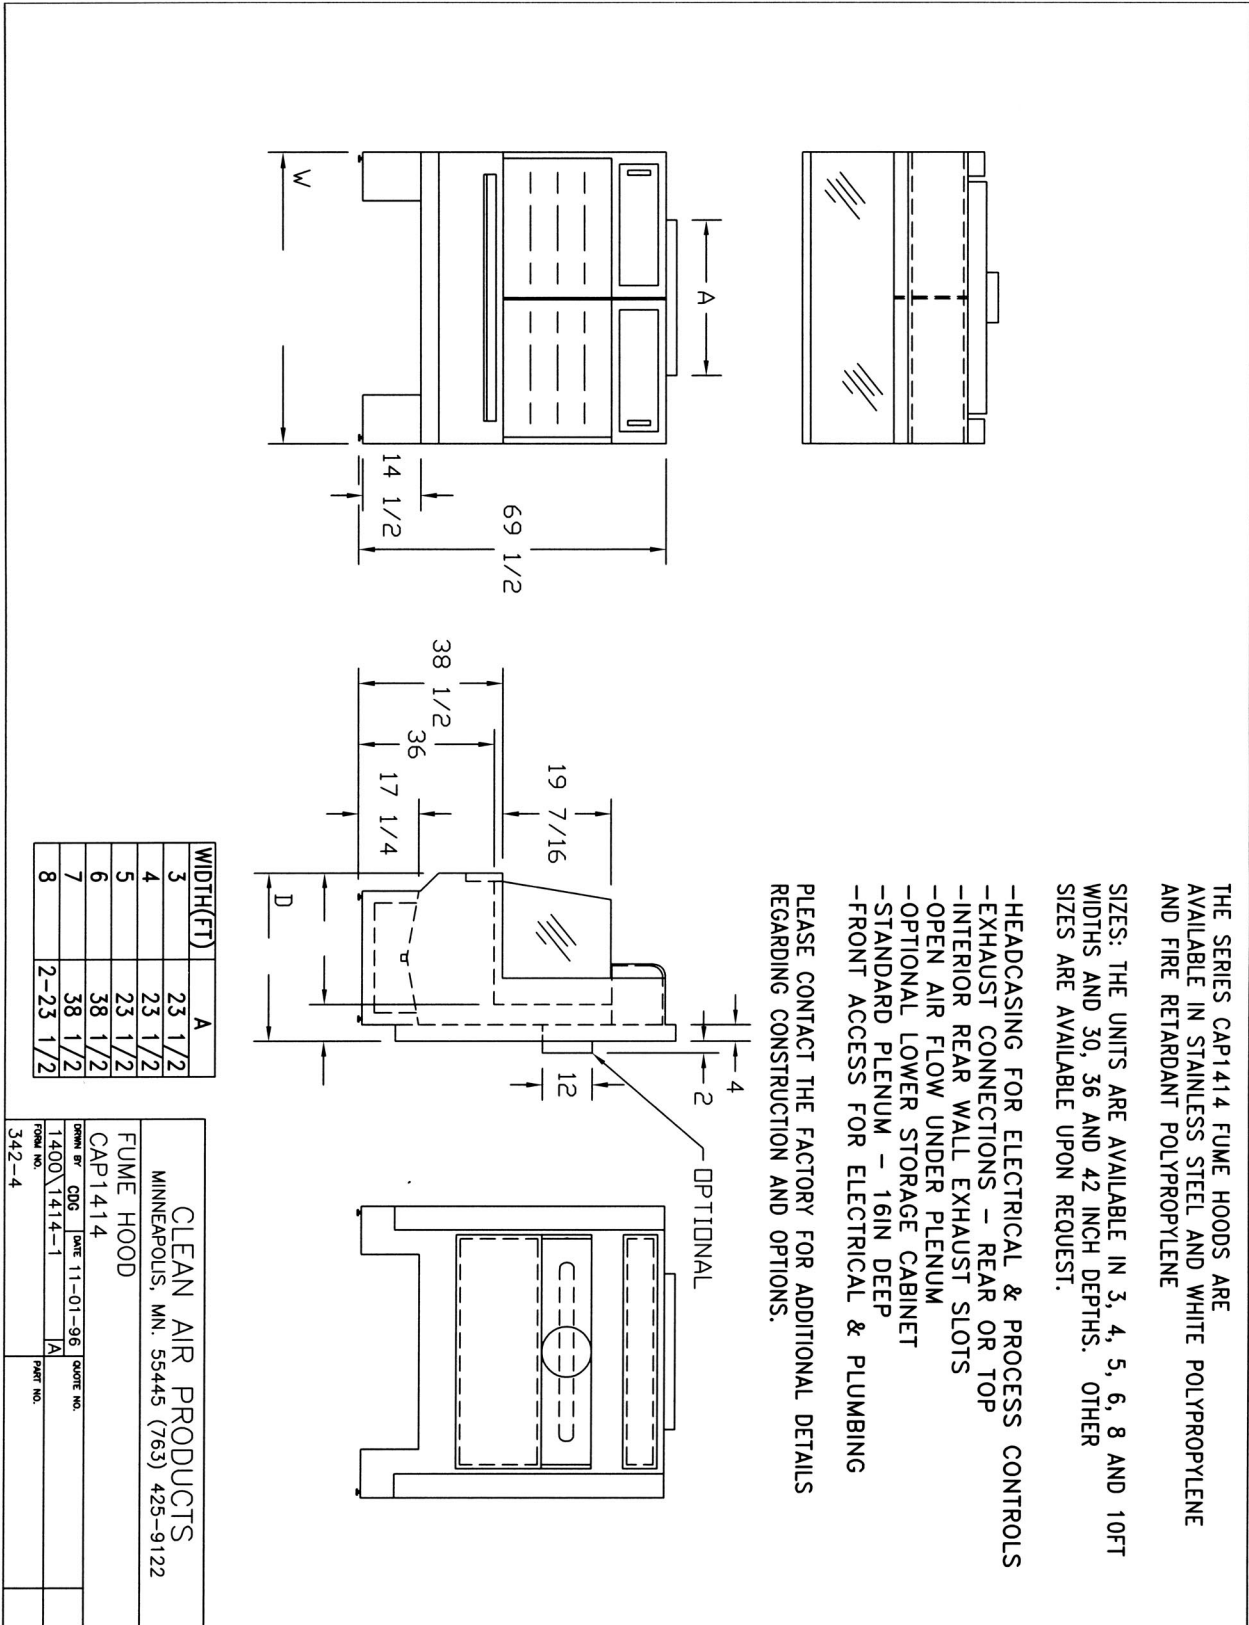 THE SERIES CAP1414 FUME HOODS ARE
AVAILABLE IN STAINLESS STEEL AND WHITE POLYPROPYLENE
AND FIRE RETARDANT POLYPROPYLENE
SIZES: THE UNITS ARE AVAILABLE IN 3, 4, 5, 6, 8 AND 10FT
WIDTHS AND 30, 36 AND 42 INCH DEPTHS. OTHER
SIZES ARE AVAILABLE UPON REQUEST.
-HEADCASING FOR ELECTRICAL & PROCESS CONTROLS
-EXHAUST CONNECTIONS - REAR OR TOP
-INTERIOR REAR WALL EXHAUST SLOTS
-OPEN AIR FLOW UNDER PLENUM
-OPTIONAL LOWER STORAGE CABINET
-STANDARD PLENUM - 16IN DEEP
-FRONT ACCESS FOR ELECTRICAL & PLUMBING
PLEASE CONTACT THE FACTORY FOR ADDITIONAL DETAILS
REGARDING CONSTRUCTION AND OPTIONS.
A
W
14 1/2
69 1/2
38 1/2
36
17 1/4
19 7/16
D
4
2
12
OPTIONAL
WIDTH(FT) A
3 23 1/2
4 23 1/2
5 23 1/2
6 38 1/2
7 38 1/2
8 2-23 1/2
CLEAN AIR PRODUCTS
MINNEAPOLIS, MN. 55445 (763) 425-9122
FUME HOOD
CAP1414
DRWN BY CDG DATE 11-01-96 QUOTE NO.
1400\1414-1 A
FORM NO. PART NO.
342-4